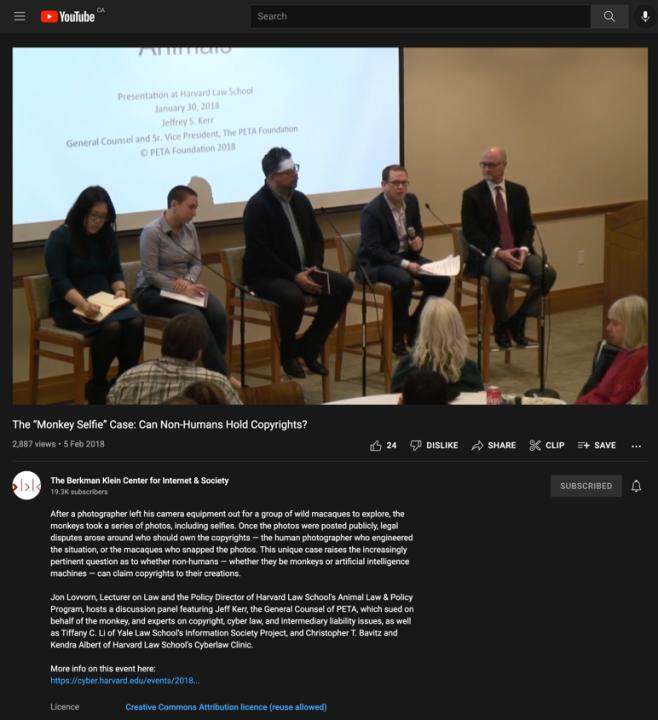 YouTube CA
Search
Animals
Presentation at Harvard Law School
January 30, 2018
Jeffrey S. Kerr
General Counsel and Sr. Vice President, The PETA Foundation
© PETA Foundation 2018
The “Monkey Selfie” Case: Can Non-Humans Hold Copyrights?
2,887 views • 5 Feb 2018
24 DISLIKE SHARE CLIP SAVE ...
The Berkman Klein Center for Internet & Society
19.3K subscribers
SUBSCRIBED
After a photographer left his camera equipment out for a group of wild macaques to explore, the
monkeys took a series of photos, including selfies. Once the photos were posted publicly, legal
disputes arose around who should own the copyrights — the human photographer who engineered
the situation, or the macaques who snapped the photos. This unique case raises the increasingly
pertinent question as to whether non-humans — whether they be monkeys or artificial intelligence
machines — can claim copyrights to their creations.
Jon Lovvorn, Lecturer on Law and the Policy Director of Harvard Law School's Animal Law & Policy
Program, hosts a discussion panel featuring Jeff Kerr, the General Counsel of PETA, which sued on
behalf of the monkey, and experts on copyright, cyber law, and intermediary liability issues, as well
as Tiffany C. Li of Yale Law School's Information Society Project, and Christopher T. Bavitz and
Kendra Albert of Harvard Law School's Cyberlaw Clinic.
More info on this event here:
https://cyber.harvard.edu/events/2018...
Licence Creative Commons Attribution licence (reuse allowed)